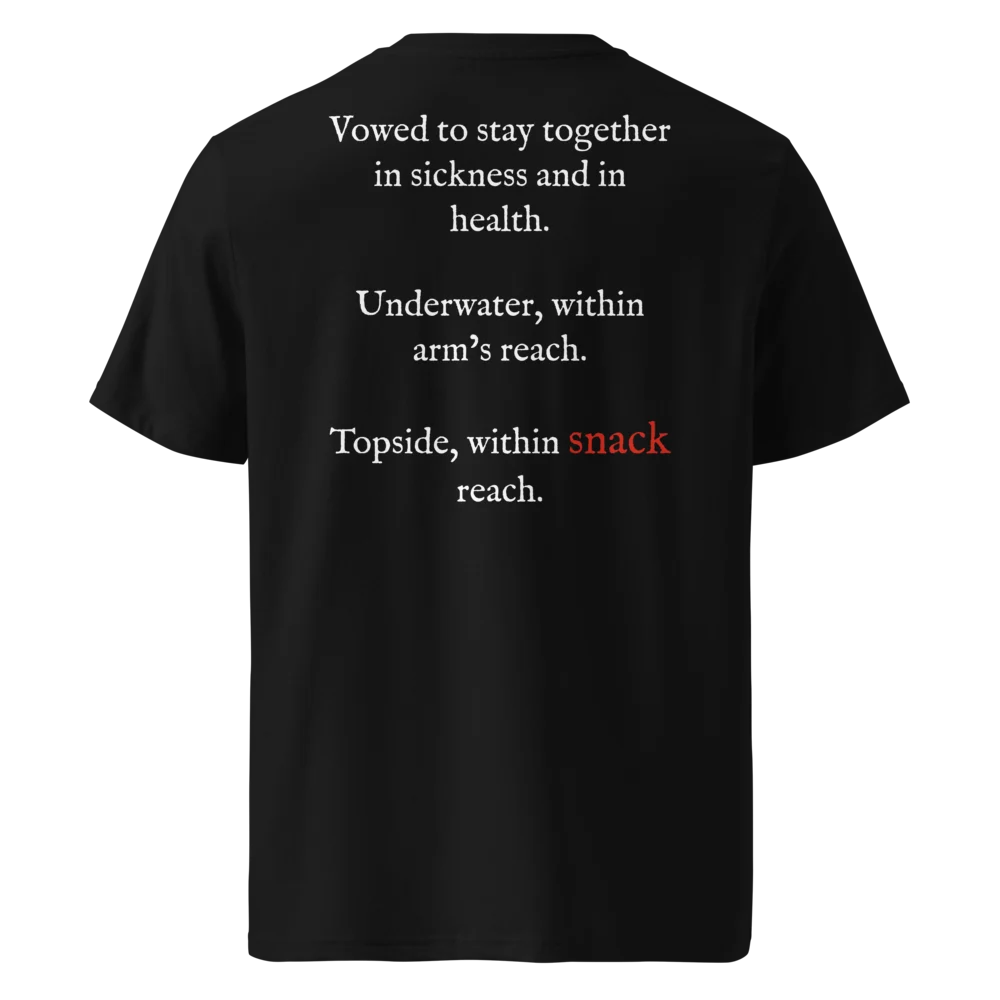 Vowed to stay together
in sickness and in
health.
Underwater, within
arm’s reach.
Topside, within snack
reach.